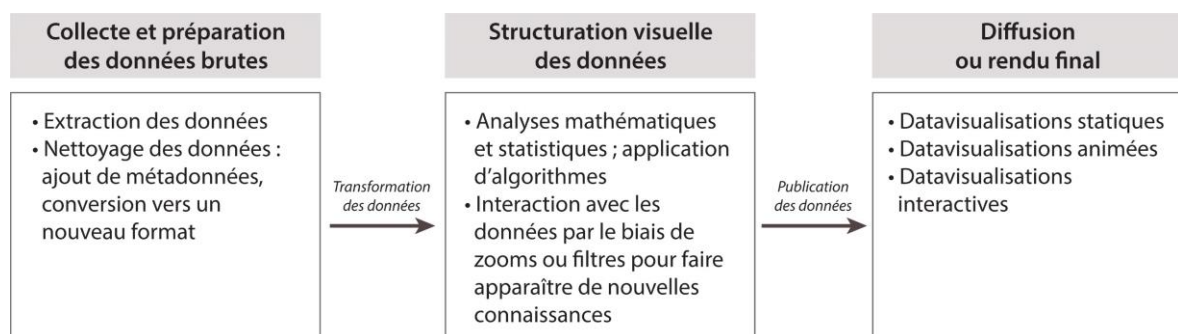 Collecte et préparation
des données brutes
• Extraction des données
• Nettoyage des données :
ajout de métadonnées,
conversion vers un
nouveau format
Transformation
des données
Structuration visuelle
des données
• Analyses mathématiques
et statistiques ; application
d’algorithmes
• Interaction avec les
données par le biais de
zooms ou filtres pour faire
apparaître de nouvelles
connaissances
Publication
des données
Diffusion
ou rendu final
• Datavisualisations statiques
• Datavisualisations animées
• Datavisualisations
interactives